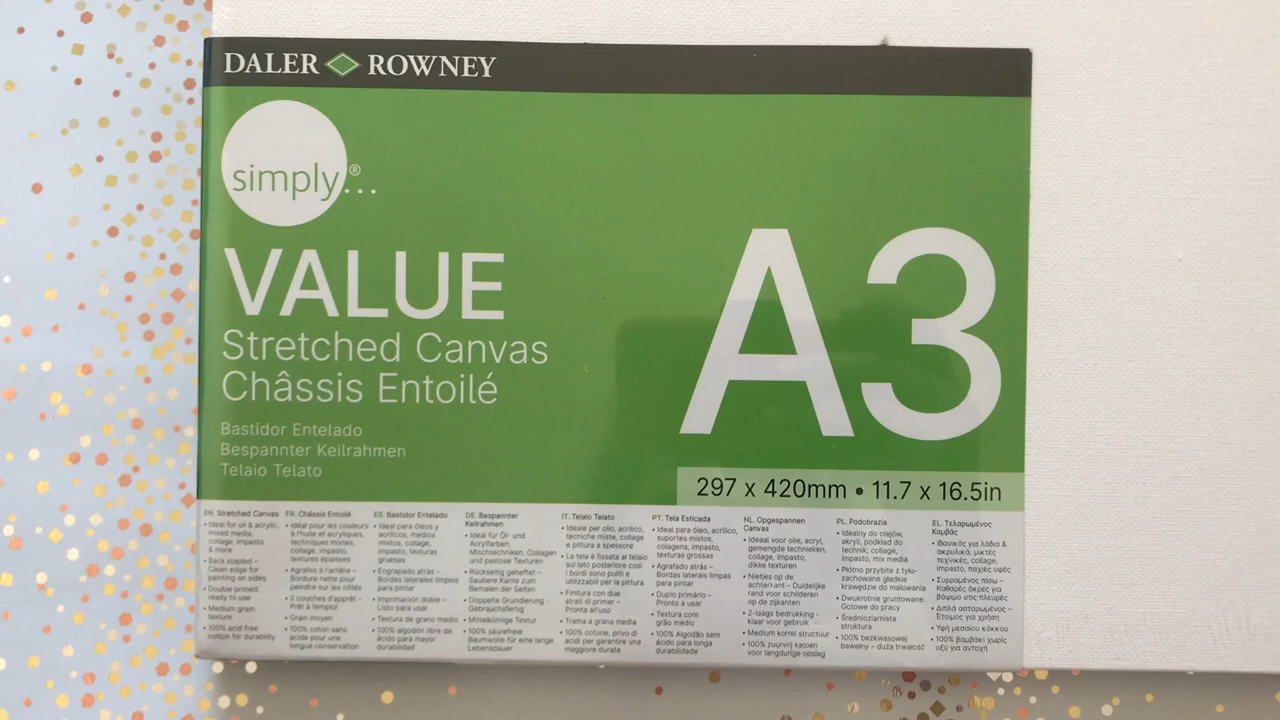 DALER ROWNEY
simply...®
VALUE
Stretched Canvas
Châssis Entoilé
Bastidor Entelado
Bespannter Keilrahmen
Telaio Telato
A3
297 x 420mm • 11.7 x 16.5in
EN. Stretched Canvas
• Ideal for oil & acrylic,
mixed media,
collage, impasto
& more
• Back stapled –
Clean edge for
painting on sides
• Double primed,
ready to use
• Medium grain
texture
• 100% acid free
cotton for durability
FR. Châssis Entoilé
• Idéal pour les couleurs
à l'huile et acryliques,
techniques mixtes,
collage, impasto,
textures épaisses
• Agrafes à l'arrière –
Bordure nette pour
peindre sur les côtés
• 2 couches d'apprêt –
Prêt à l'emploi
• Grain moyen
• 100% coton sans
acide pour une
longue conservation
ES. Bastidor Entelado
• Ideal para óleos y
acrílicos, medios
mixtos, collage,
impasto, texturas
gruesas
• Engrapado atrás –
Bordas laterales limpios
para pintar
• Imprimación doble –
Listo para usar
• Textura de grano medio
• 100% algodón libre de
ácido para mayor
durabilidad
DE. Bespannter
Keilrahmen
• Ideal für Öl- und
Acrylfarben,
Mischtechniken, Collagen
und pastose Texturen
• Rückseitig geheftet –
Saubere Kante zum
Bemalen der Seiten
• Doppelte Grundierung –
Gebrauchsfertig
• Mittelkörnige Textur
• 100% säurefreie
Baumwolle für eine lange
Lebensdauer
IT. Telaio Telato
• Ideale per olio, acrilico,
tecniche miste, collage
e pittura a spessore
• La tela è fissata al telaio
sul lato posteriore così
i bordi sono puliti e
utilizzabili per la pittura
• Finitura con due
strati di primer –
Pronta all'uso
• Trama a grana media
• 100% cotone, privo di
acidi per garantire una
maggiore durata
PT. Tela Esticada
• Ideal para óleo, acrílico,
suportes mistos,
colagens, impasto,
texturas grossas
• Agrafado atrás –
Bordas laterais limpas
para pintar
• Duplo primário –
Pronto a usar
• Textura com
grão médio
• 100% Algodão sem
ácido para longa
durabilidade
NL. Opgespannen
Canvas
• Ideaal voor olie, acryl,
gemengde technieken,
collage, impasto,
dikke texturen
• Nietjes op de
achterkant – Duidelijke
rand voor schilderen
op de zijkanten
• 2-laags bedrukking -
klaar voor gebruik
• Medium korrel structuur
• 100% zuurvrij katoen
voor langdurige opslag
PL. Podobrazia
• Idealny do olejów,
akryli, podkład do
technik, collage,
impasto, mix media
• Płótno przybite z tyłu-
zachowane gładkie
krawędzie do malowania
• Dwukrotnie gruntowane.
Gotowe do pracy
• Średnioziarnista
struktura
• 100% bezkwasowej
bawełny – duża trwałość
EL. Τελαρωμένος
Καμβάς
• Ιδανικός για λάδια &
ακρυλικά, μικτές
τεχνικές, collage,
impasto, παχιές υφές
• Συρραμένος πίσω –
Καθαρές άκρες για
βάψιμο στις πλευρές
• Διπλά ασταρωμένος –
Έτοιμος για χρήση
• Υφή μεσαίου κόκκου
• 100% βαμβάκι χωρίς
οξύ για αντοχή